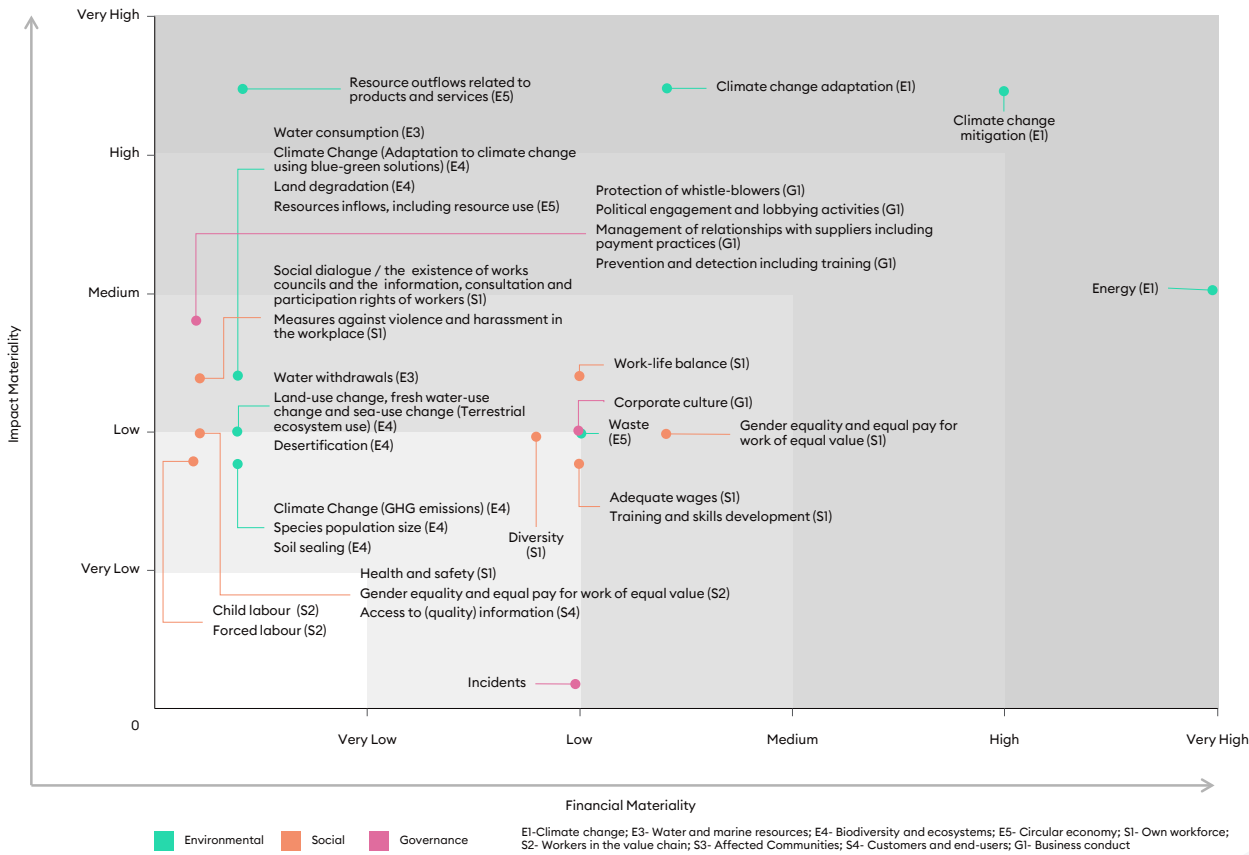 Very High
Resource outflows related to
products and services (E5)
Climate change adaptation (E1)
Climate change
mitigation (E1)
Water consumption (E3)
High
Climate Change (Adaptation to climate change
using blue-green solutions) (E4)
Land degradation (E4)
Resources inflows, including resource use (E5)
Protection of whistle-blowers (G1)
Political engagement and lobbying activities (G1)
Management of relationships with suppliers including
payment practices (G1)
Prevention and detection including training (G1)
Social dialogue / the existence of works
councils and the information, consultation and
participation rights of workers (S1)
Measures against violence and harassment in
the workplace (S1)
Medium
Energy (E1)
Impact Materiality
Work-life balance (S1)
Water withdrawals (E3)
Land-use change, fresh water-use
change and sea-use change (Terrestrial
ecosystem use) (E4)
Desertification (E4)
Corporate culture (G1)
Low
Waste
(E5)
Gender equality and equal pay for
work of equal value (S1)
Adequate wages (S1)
Training and skills development (S1)
Climate Change (GHG emissions) (E4)
Species population size (E4)
Soil sealing (E4)
Diversity
(S1)
Very Low
Health and safety (S1)
Gender equality and equal pay for work of equal value (S2)
Access to (quality) information (S4)
Child labour (S2)
Forced labour (S2)
Incidents
0
Very Low
Low
Medium
High
Very High
Financial Materiality
Environmental
Social
Governance
E1-Climate change; E3- Water and marine resources; E4- Biodiversity and ecosystems; E5- Circular economy; S1- Own workforce;
S2- Workers in the value chain; S3- Affected Communities; S4- Customers and end-users; G1- Business conduct